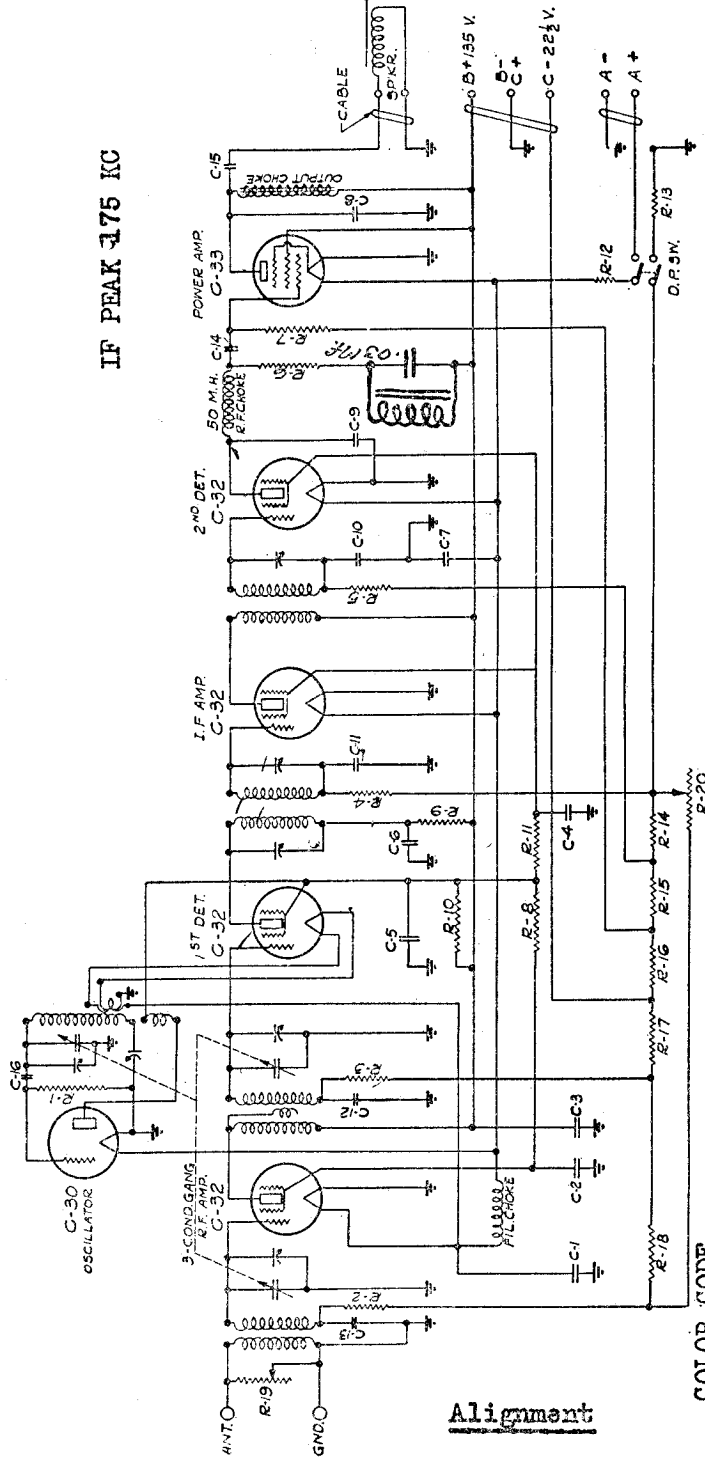 IF PEAK 175 KC
C-30
OSCILLATOR
C-16
R-1
3-COND. GANG
R.F. AMP.
C-32
1ST DET.
C-32
I.F. AMP.
C-32
2ND DET.
C-32
50 M.H.
R.F. CHOKE
POWER AMP.
C-33
OUTPUT CHOKE
C-15
CABLE
SPKR.
ANT.
GND.
R-19
C-13
R-2
C-12
R-3
C-5
R-10
C-6
R-9
R-4
C-11
R-5
C-10
C-7
C-9
R-6
.03 Mf.
C-14
R-7
C-8
B+135 V.
B-
C+
C-22½ V.
A-
A+
R-12
D.P. SW.
R-13
FIL. CHOKE
C-1
C-2
C-3
R-8
R-11
C-4
R-18
R-17
R-16
R-15
R-14
R-20
Alignment
COLOR CODE